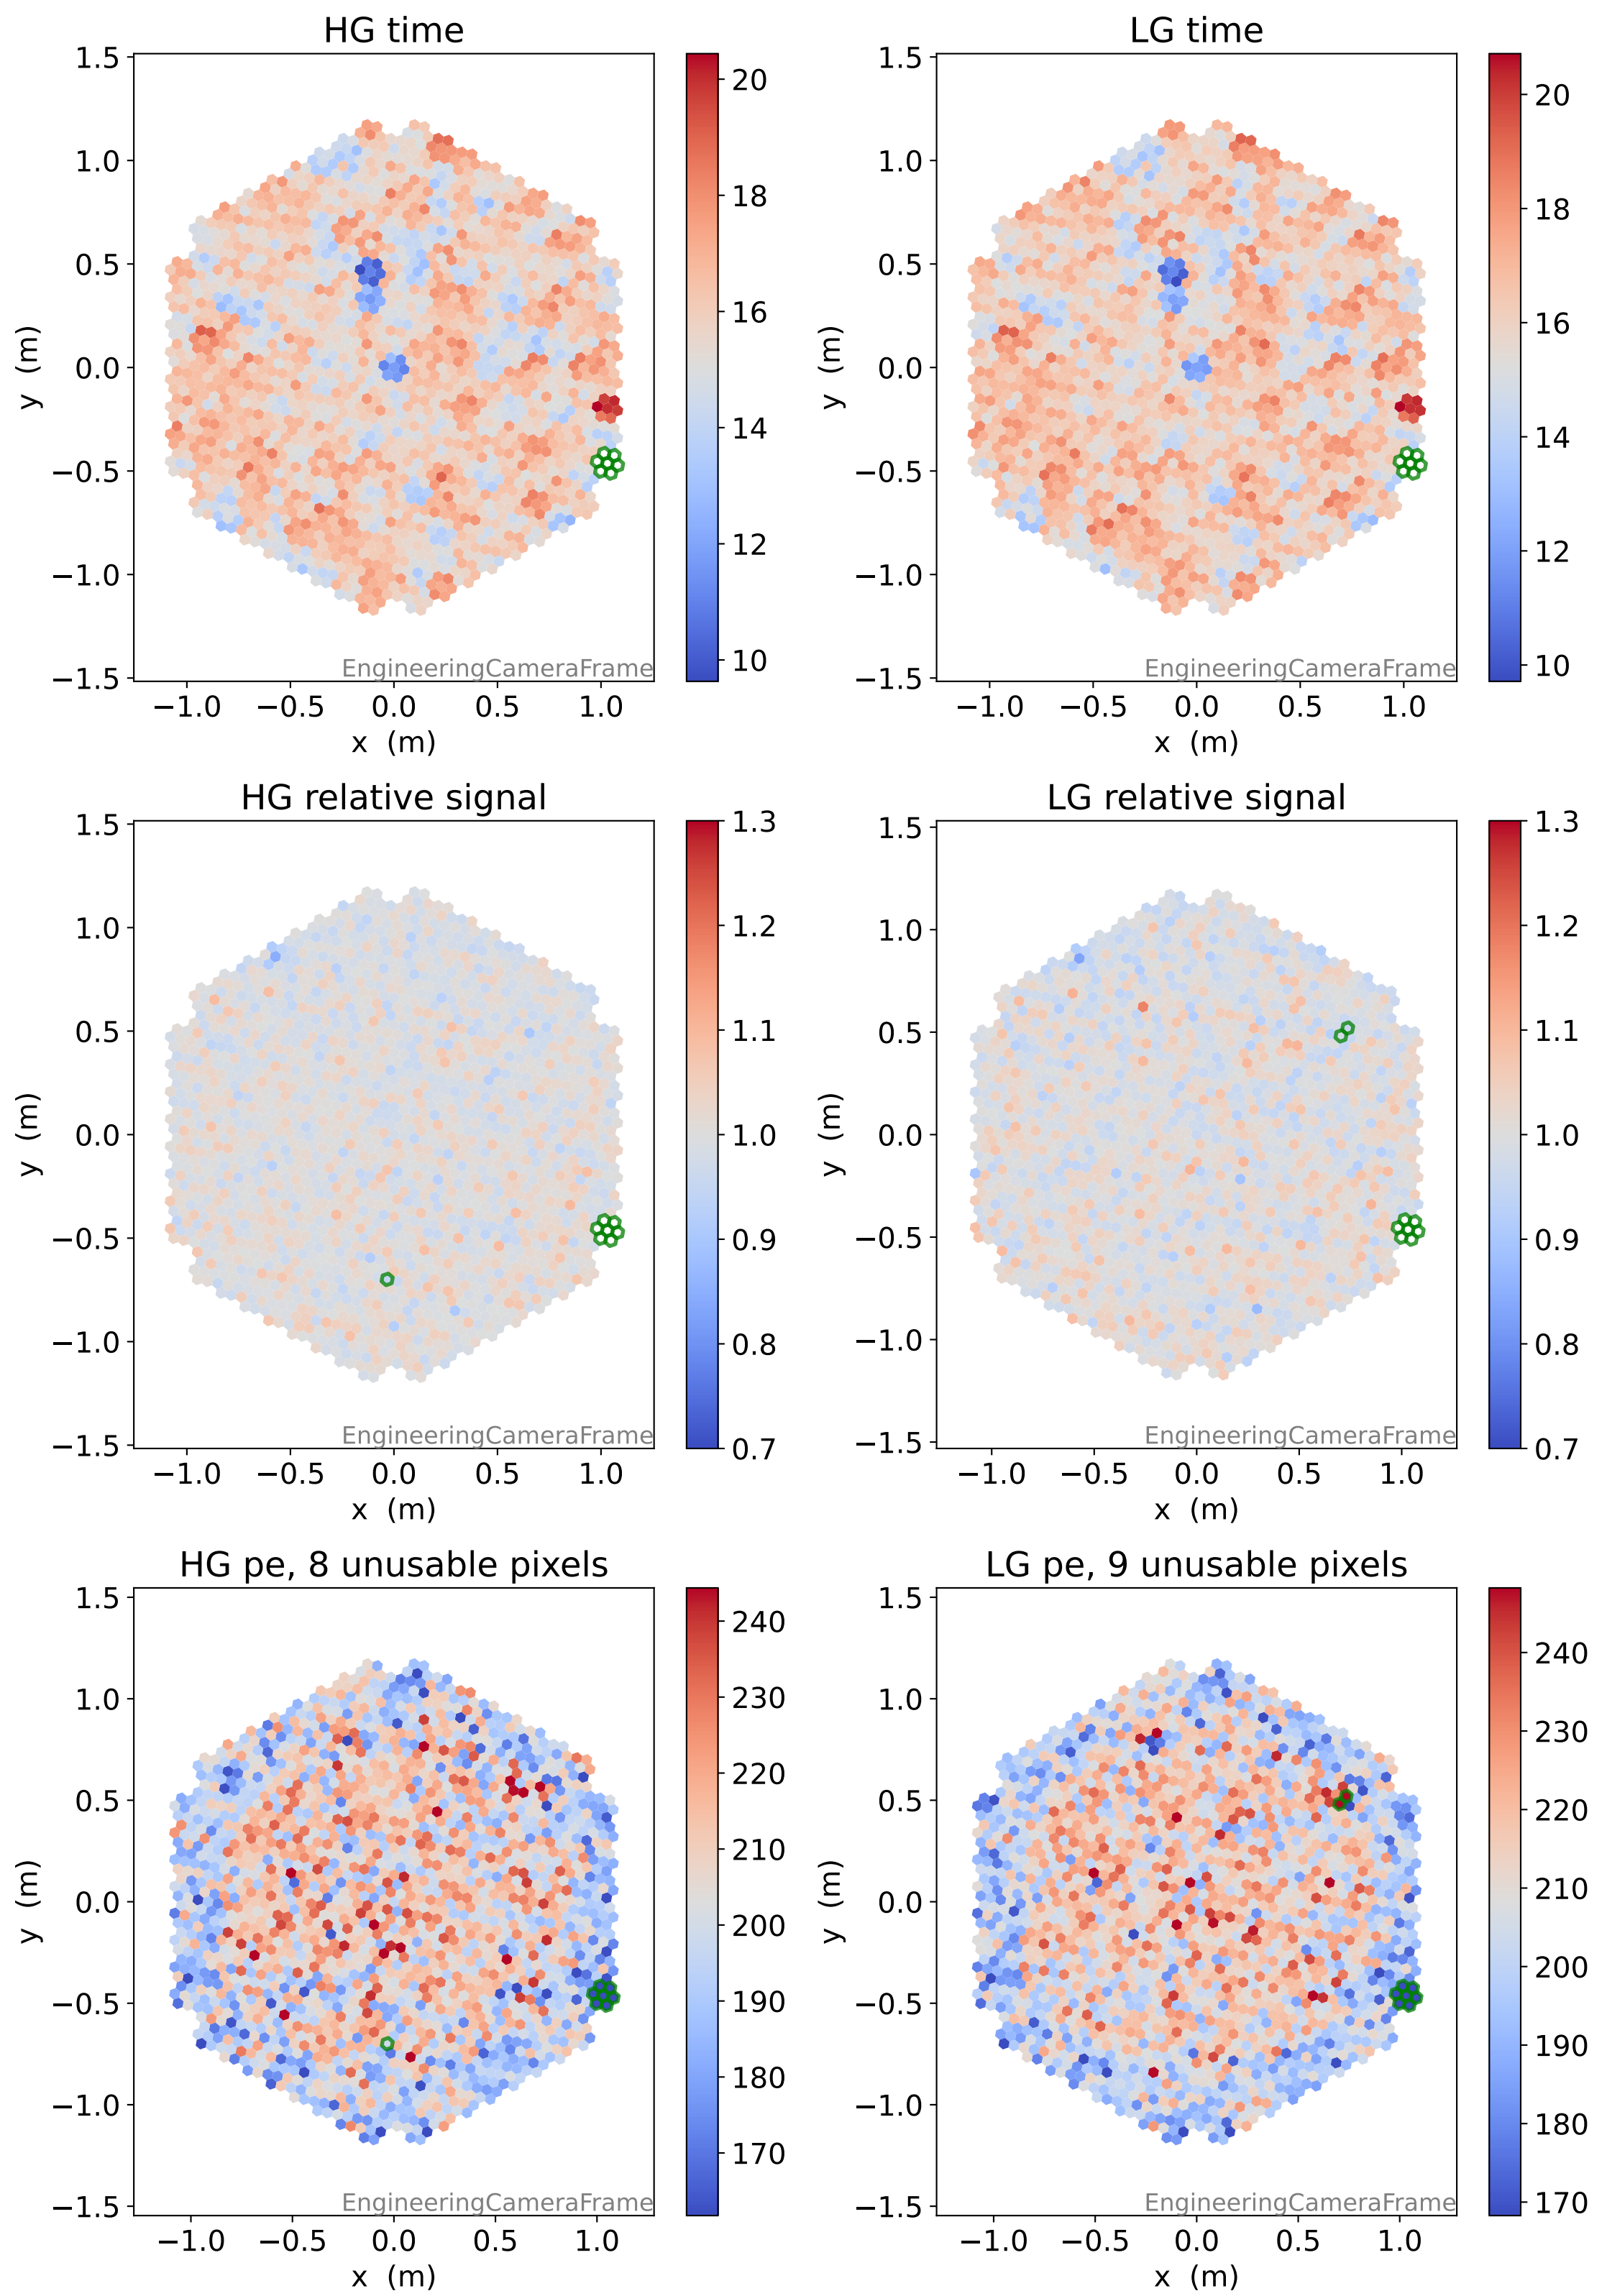 HG time
1.5
1.0
0.5
0.0
−0.5
−1.0
−1.5
y (m)
−1.0 −0.5 0.0 0.5 1.0
x (m)
EngineeringCameraFrame
20
18
16
14
12
10
LG time
1.5
1.0
0.5
0.0
−0.5
−1.0
−1.5
y (m)
−1.0 −0.5 0.0 0.5 1.0
x (m)
EngineeringCameraFrame
20
18
16
14
12
10
HG relative signal
1.5
1.0
0.5
0.0
−0.5
−1.0
−1.5
y (m)
−1.0 −0.5 0.0 0.5 1.0
x (m)
EngineeringCameraFrame
1.3
1.2
1.1
1.0
0.9
0.8
0.7
LG relative signal
1.5
1.0
0.5
0.0
−0.5
−1.0
−1.5
y (m)
−1.0 −0.5 0.0 0.5 1.0
x (m)
EngineeringCameraFrame
1.3
1.2
1.1
1.0
0.9
0.8
0.7
HG pe, 8 unusable pixels
1.5
1.0
0.5
0.0
−0.5
−1.0
−1.5
y (m)
−1.0 −0.5 0.0 0.5 1.0
x (m)
EngineeringCameraFrame
240
230
220
210
200
190
180
170
LG pe, 9 unusable pixels
1.5
1.0
0.5
0.0
−0.5
−1.0
−1.5
y (m)
−1.0 −0.5 0.0 0.5 1.0
x (m)
EngineeringCameraFrame
240
230
220
210
200
190
180
170